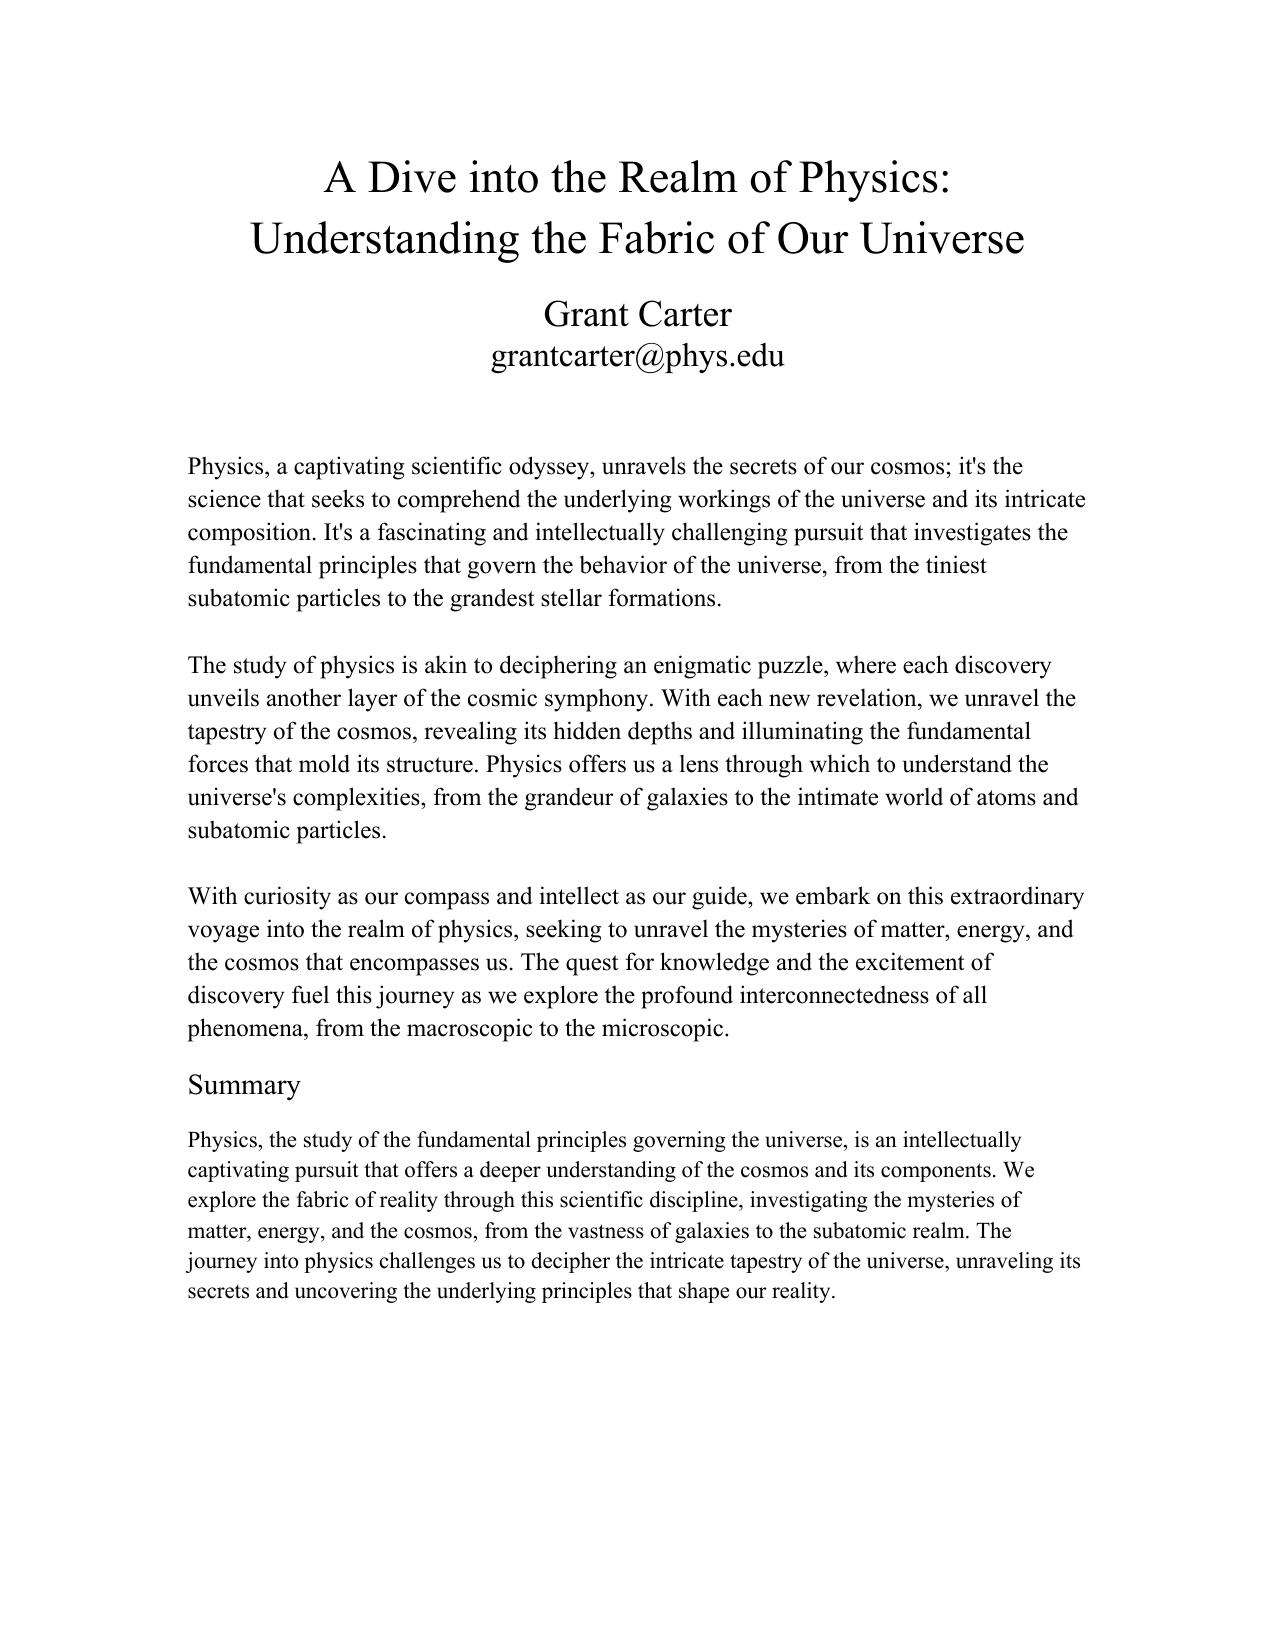 A Dive into the Realm of Physics:
Understanding the Fabric of Our Universe
Grant Carter
grantcarter@phys.edu
Physics, a captivating scientific odyssey, unravels the secrets of our cosmos; it's the
science that seeks to comprehend the underlying workings of the universe and its intricate
composition. It's a fascinating and intellectually challenging pursuit that investigates the
fundamental principles that govern the behavior of the universe, from the tiniest
subatomic particles to the grandest stellar formations.
The study of physics is akin to deciphering an enigmatic puzzle, where each discovery
unveils another layer of the cosmic symphony. With each new revelation, we unravel the
tapestry of the cosmos, revealing its hidden depths and illuminating the fundamental
forces that mold its structure. Physics offers us a lens through which to understand the
universe's complexities, from the grandeur of galaxies to the intimate world of atoms and
subatomic particles.
With curiosity as our compass and intellect as our guide, we embark on this extraordinary
voyage into the realm of physics, seeking to unravel the mysteries of matter, energy, and
the cosmos that encompasses us. The quest for knowledge and the excitement of
discovery fuel this journey as we explore the profound interconnectedness of all
phenomena, from the macroscopic to the microscopic.
Summary
Physics, the study of the fundamental principles governing the universe, is an intellectually
captivating pursuit that offers a deeper understanding of the cosmos and its components. We
explore the fabric of reality through this scientific discipline, investigating the mysteries of
matter, energy, and the cosmos, from the vastness of galaxies to the subatomic realm. The
journey into physics challenges us to decipher the intricate tapestry of the universe, unraveling its
secrets and uncovering the underlying principles that shape our reality.